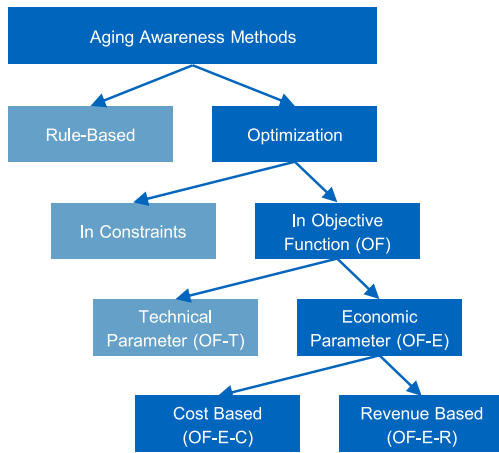 Aging Awareness Methods
Rule-Based
Optimization
In Constraints
In Objective
Function (OF)
Technical
Parameter (OF-T)
Economic
Parameter (OF-E)
Cost Based
(OF-E-C)
Revenue Based
(OF-E-R)